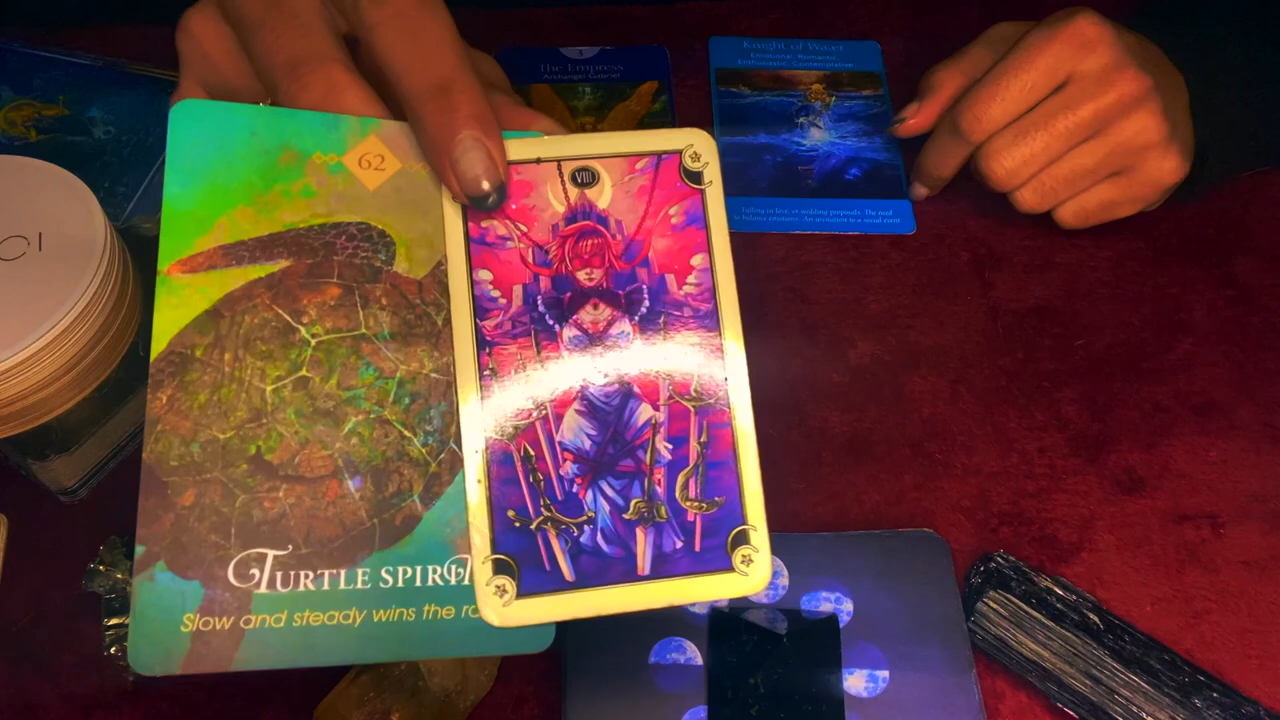 1
The Empress
Archangel Gabriel
Knight of Water
Emotional, Romantic,
Enthusiastic, Contemplative
Falling in love, or wedding proposals. The need
to balance emotions. An invitation to a social event.
62
VIII
TURTLE SPIRIT
Slow and steady wins the